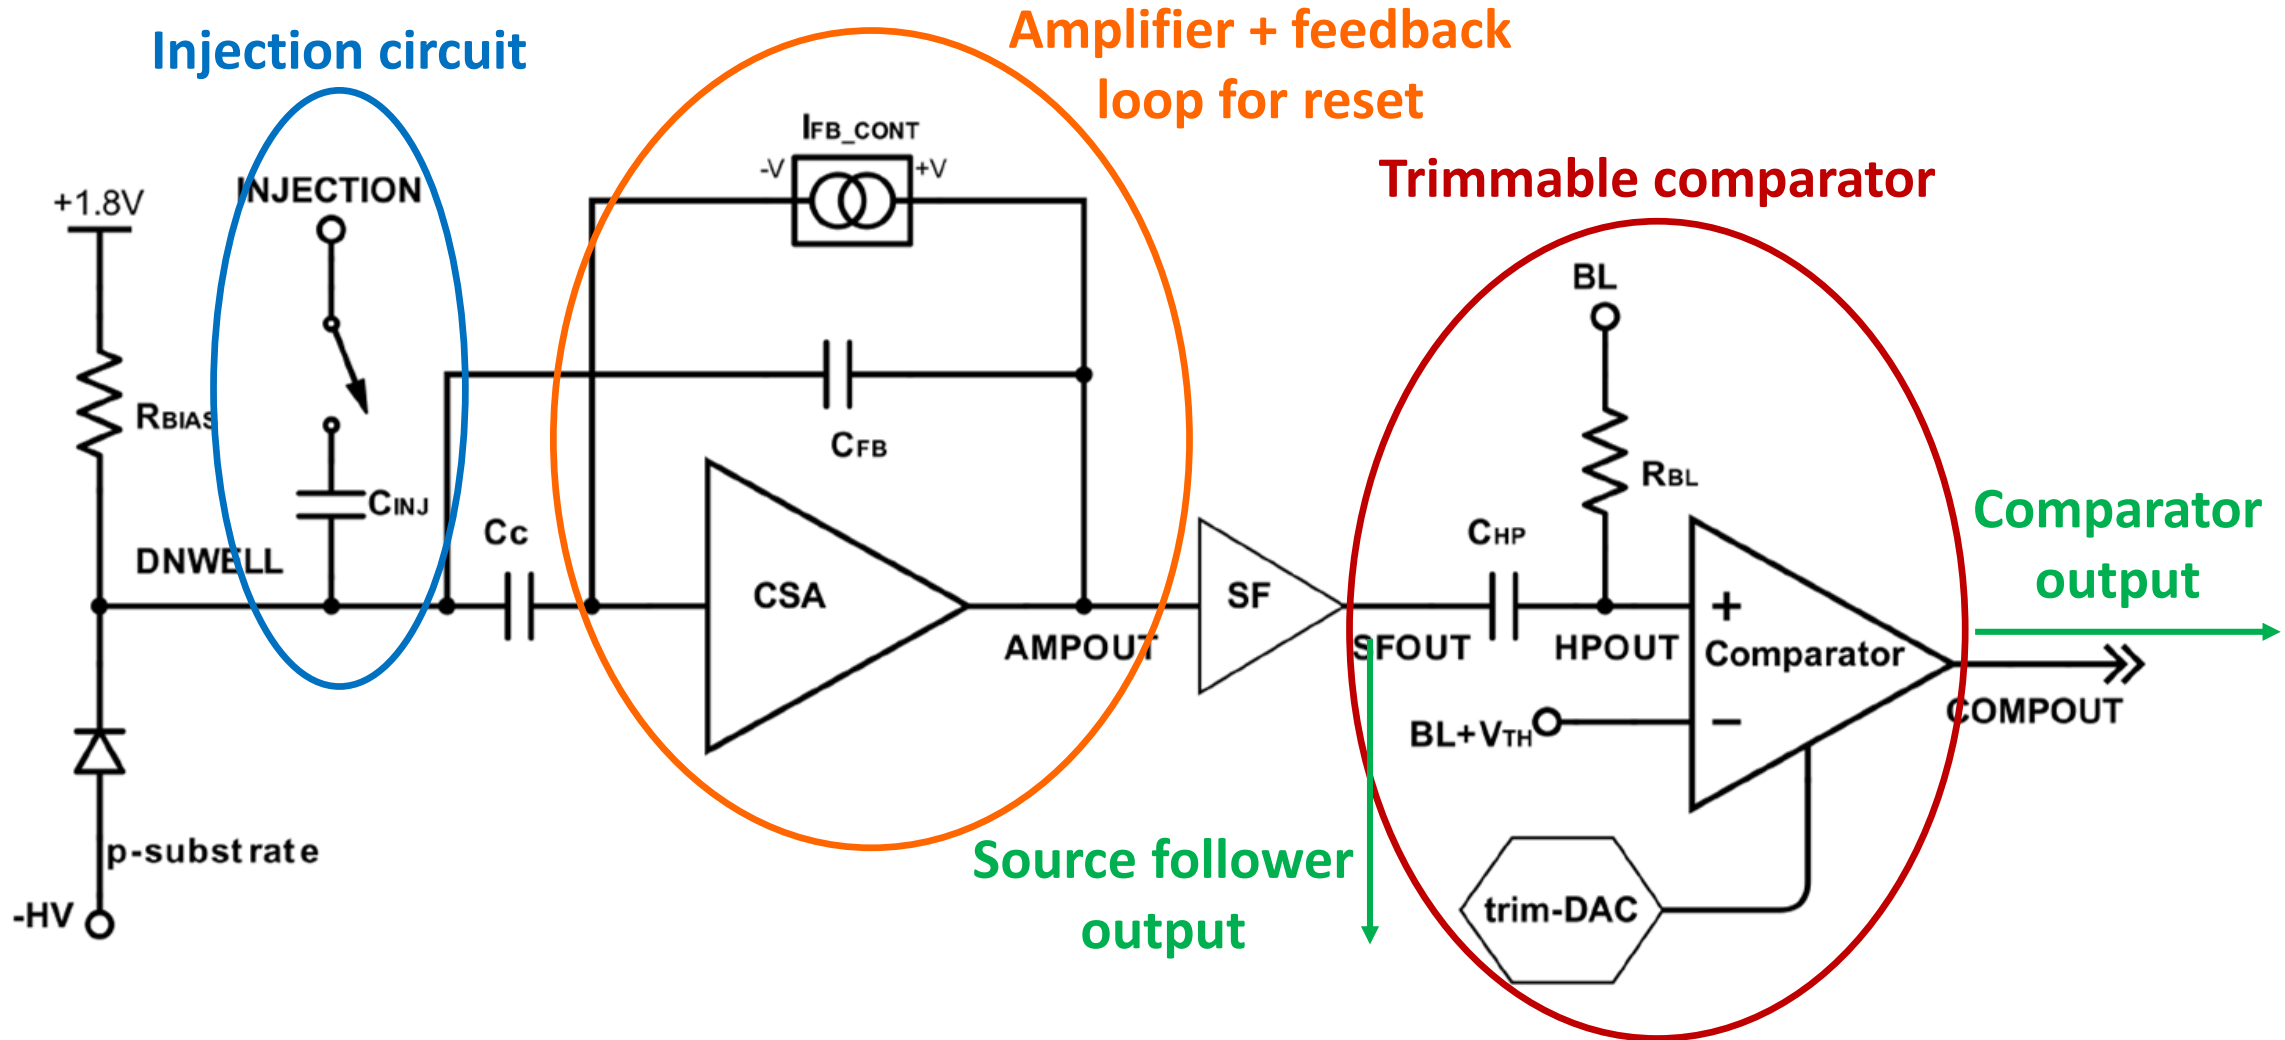 Injection circuit
Amplifier + feedback
loop for reset
IFB_CONT
-V
+V
Trimmable comparator
+1.8V
INJECTION
BL
RBIAS
CFB
RBL
CINJ
Cc
CHP
Comparator
output
DNWELL
CSA
SF
+
AMPOUT
SFOUT
HPOUT
Comparator
BL+VTH
−
COMPOUT
p-substrate
Source follower
output
-HV
trim-DAC